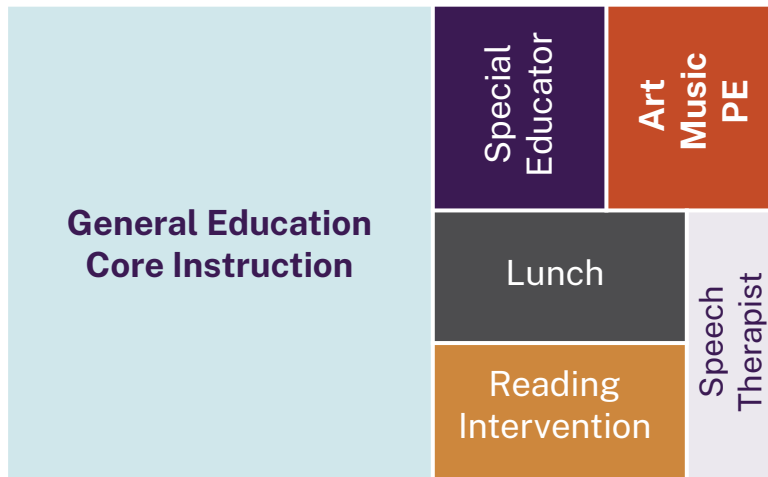 General Education
Core Instruction
Special
Educator
Art
Music
PE
Lunch
Reading
Intervention
Speech
Therapist